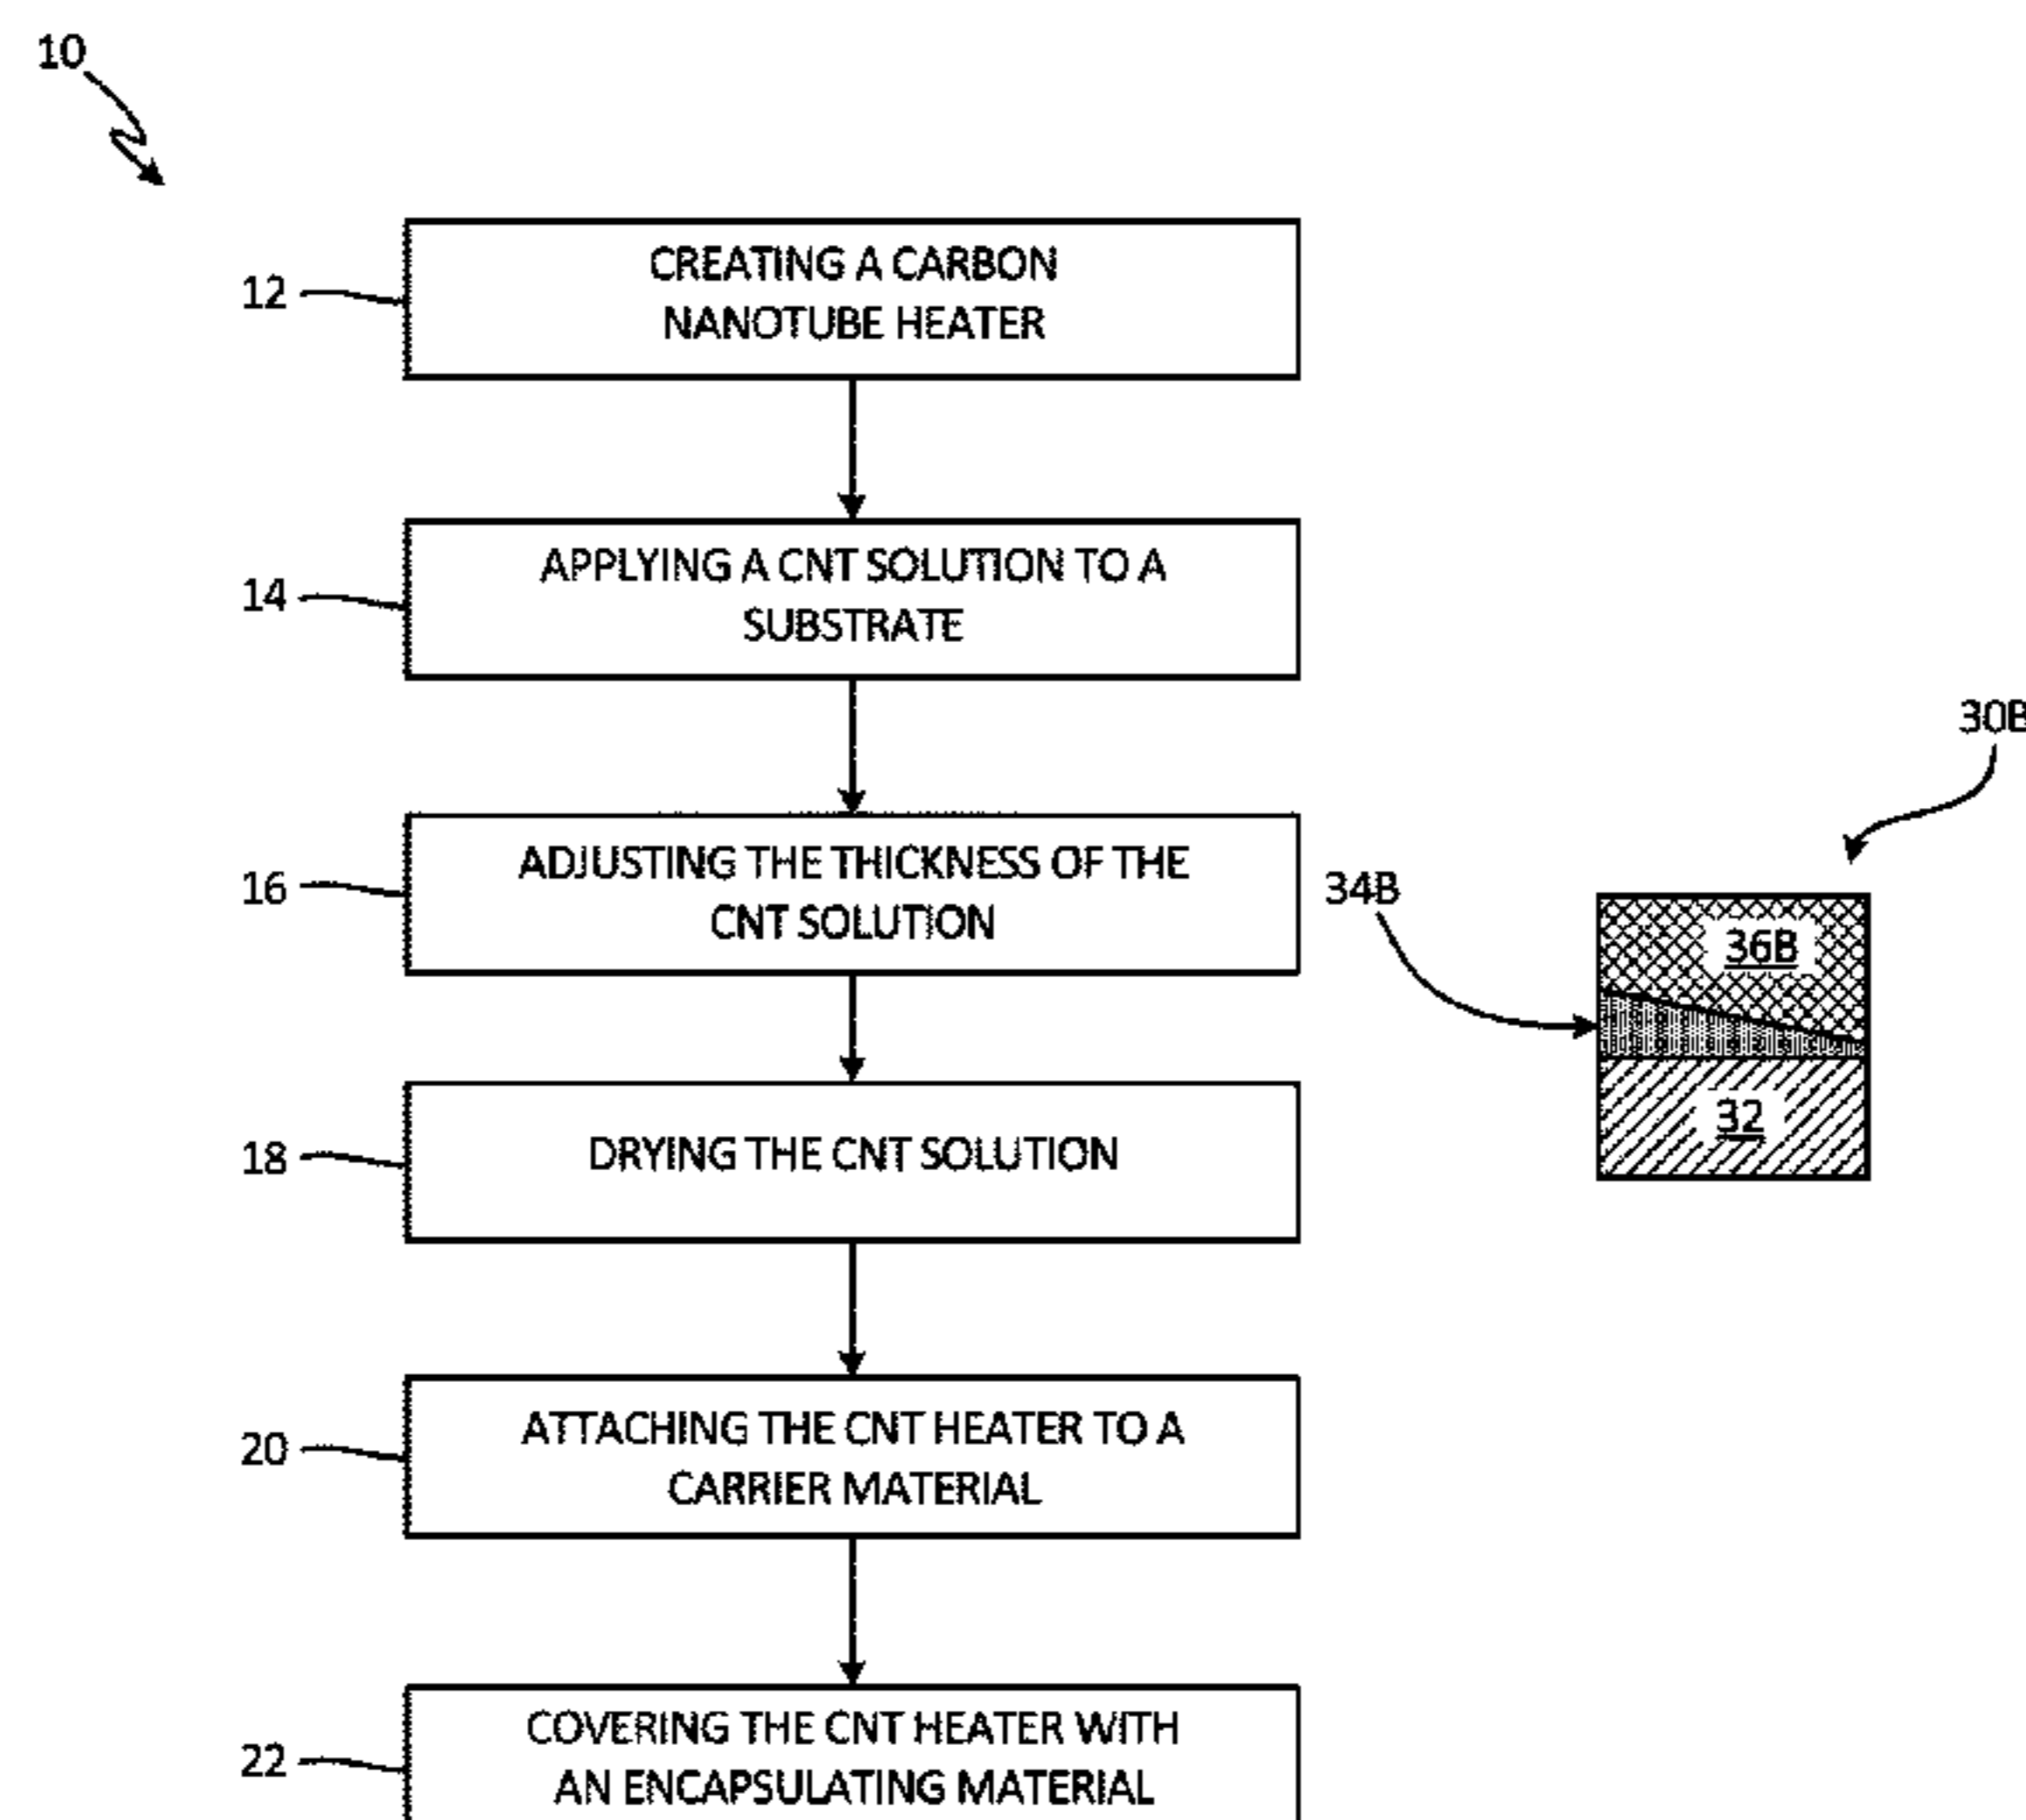 10
12
CREATING A CARBON
NANOTUBE HEATER
14
APPLYING A CNT SOLUTION TO A
SUBSTRATE
16
ADJUSTING THE THICKNESS OF THE
CNT SOLUTION
18
DRYING THE CNT SOLUTION
20
ATTACHING THE CNT HEATER TO A
CARRIER MATERIAL
22
COVERING THE CNT HEATER WITH
AN ENCAPSULATING MATERIAL
30B
34B
36B
32